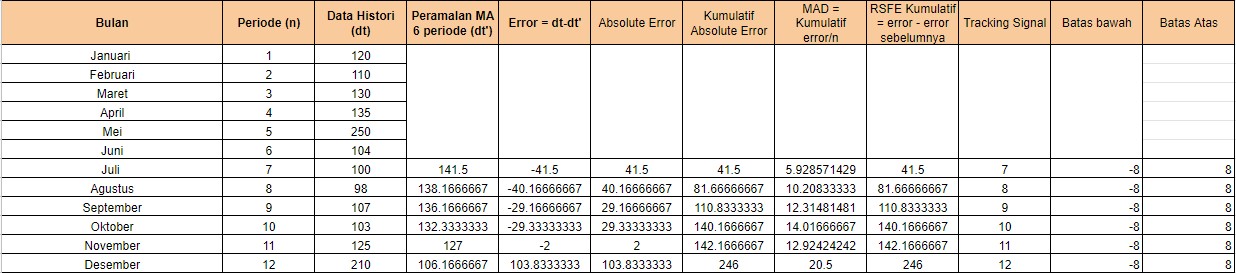 Bulan Periode (n) Data Histori (dt) Peramalan MA 6 periode (dt') Error = dt-dt' Absolute Error Kumulatif Absolute Error MAD = Kumulatif error/n RSFE Kumulatif = error - error sebelumnya Tracking Signal Batas bawah Batas Atas
Januari 1 120
Februari 2 110
Maret 3 130
April 4 135
Mei 5 250
Juni 6 104
Juli 7 100 141.5 -41.5 41.5 41.5 5.928571429 41.5 7 -8 8
Agustus 8 98 138.1666667 -40.16666667 40.16666667 81.66666667 10.20833333 81.66666667 8 -8 8
September 9 107 136.1666667 -29.16666667 29.16666667 110.8333333 12.31481481 110.8333333 9 -8 8
Oktober 10 103 132.3333333 -29.33333333 29.33333333 140.1666667 14.01666667 140.1666667 10 -8 8
November 11 125 127 -2 2 142.1666667 12.92424242 142.1666667 11 -8 8
Desember 12 210 106.1666667 103.8333333 103.8333333 246 20.5 246 12 -8 8